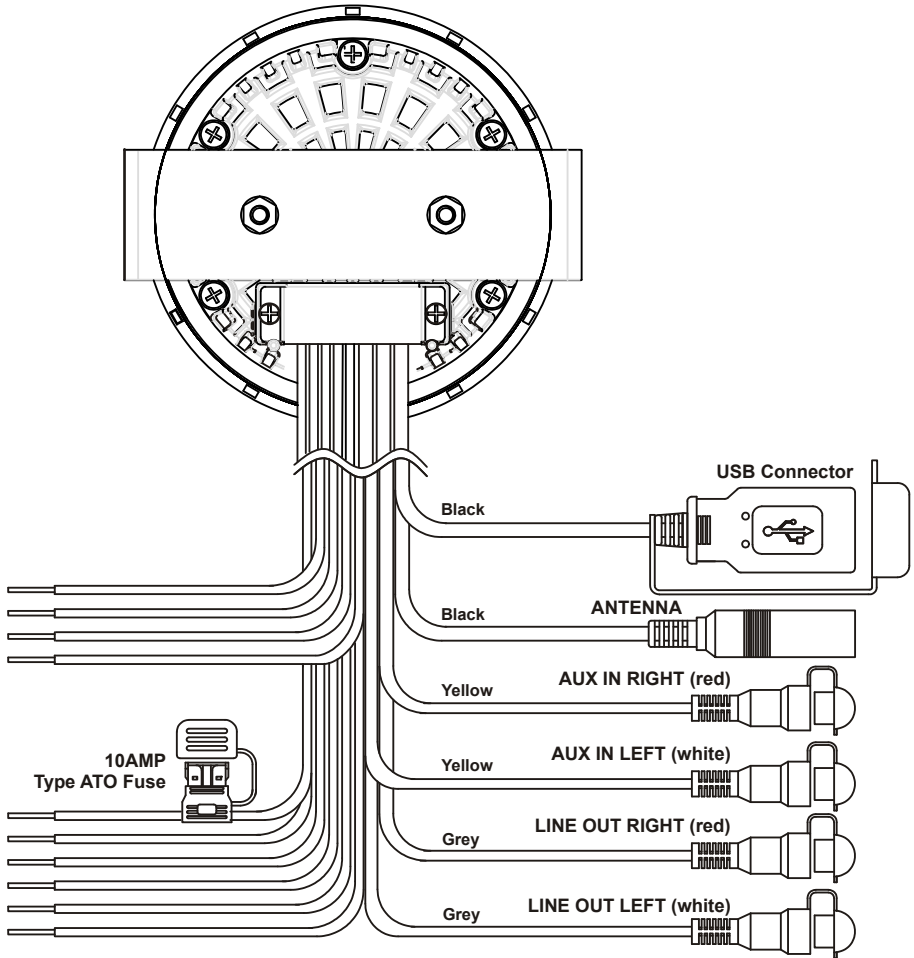 USB Connector
Black
Black
ANTENNA
Yellow
AUX IN RIGHT (red)
Yellow
AUX IN LEFT (white)
10AMP
Type ATO Fuse
Grey
LINE OUT RIGHT (red)
Grey
LINE OUT LEFT (white)